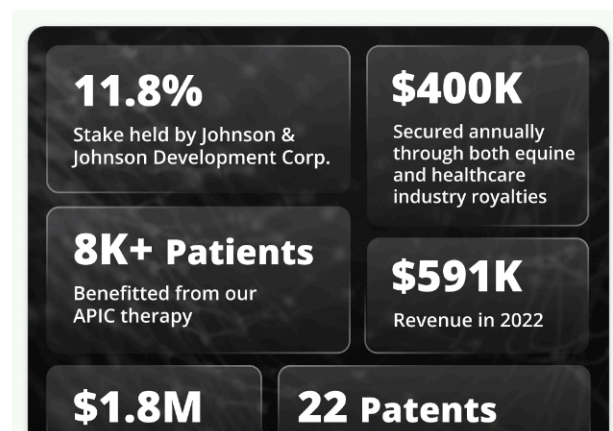 11.8%
Stake held by Johnson &
Johnson Development Corp.
$400K
Secured annually
through both equine
and healthcare
industry royalties
8K+ Patients
Benefitted from our
APIC therapy
$591K
Revenue in 2022
$1.8M
22 Patents